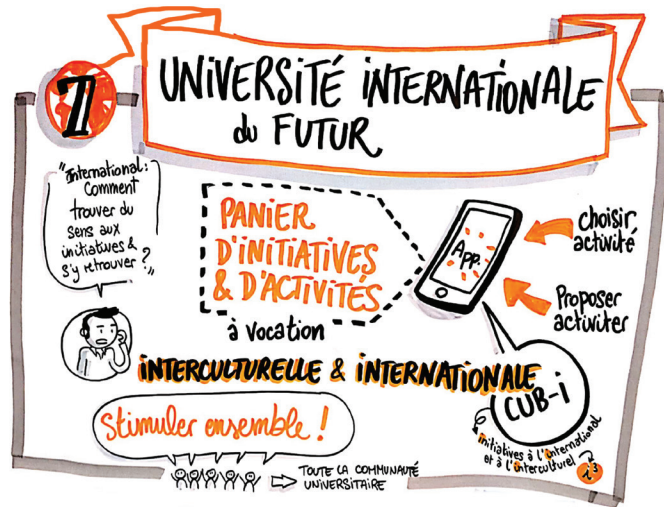 7
UNIVERSITÉ INTERNATIONALE
du FUTUR
"International:
Comment
trouver du
sens aux
initiatives &
s'y retrouver ?"
PANIER
D'INITIATIVES
& D'ACTIVITÉS
à vocation
INTERCULTURELLE & INTERNATIONALE
App.
choisir
activité
Proposer
activiter
CUB-i
initiatives à l'international
et à l'interculturel
i3
Stimuler ensemble !
TOUTE LA COMMUNAUTÉ
UNIVERSITAIRE